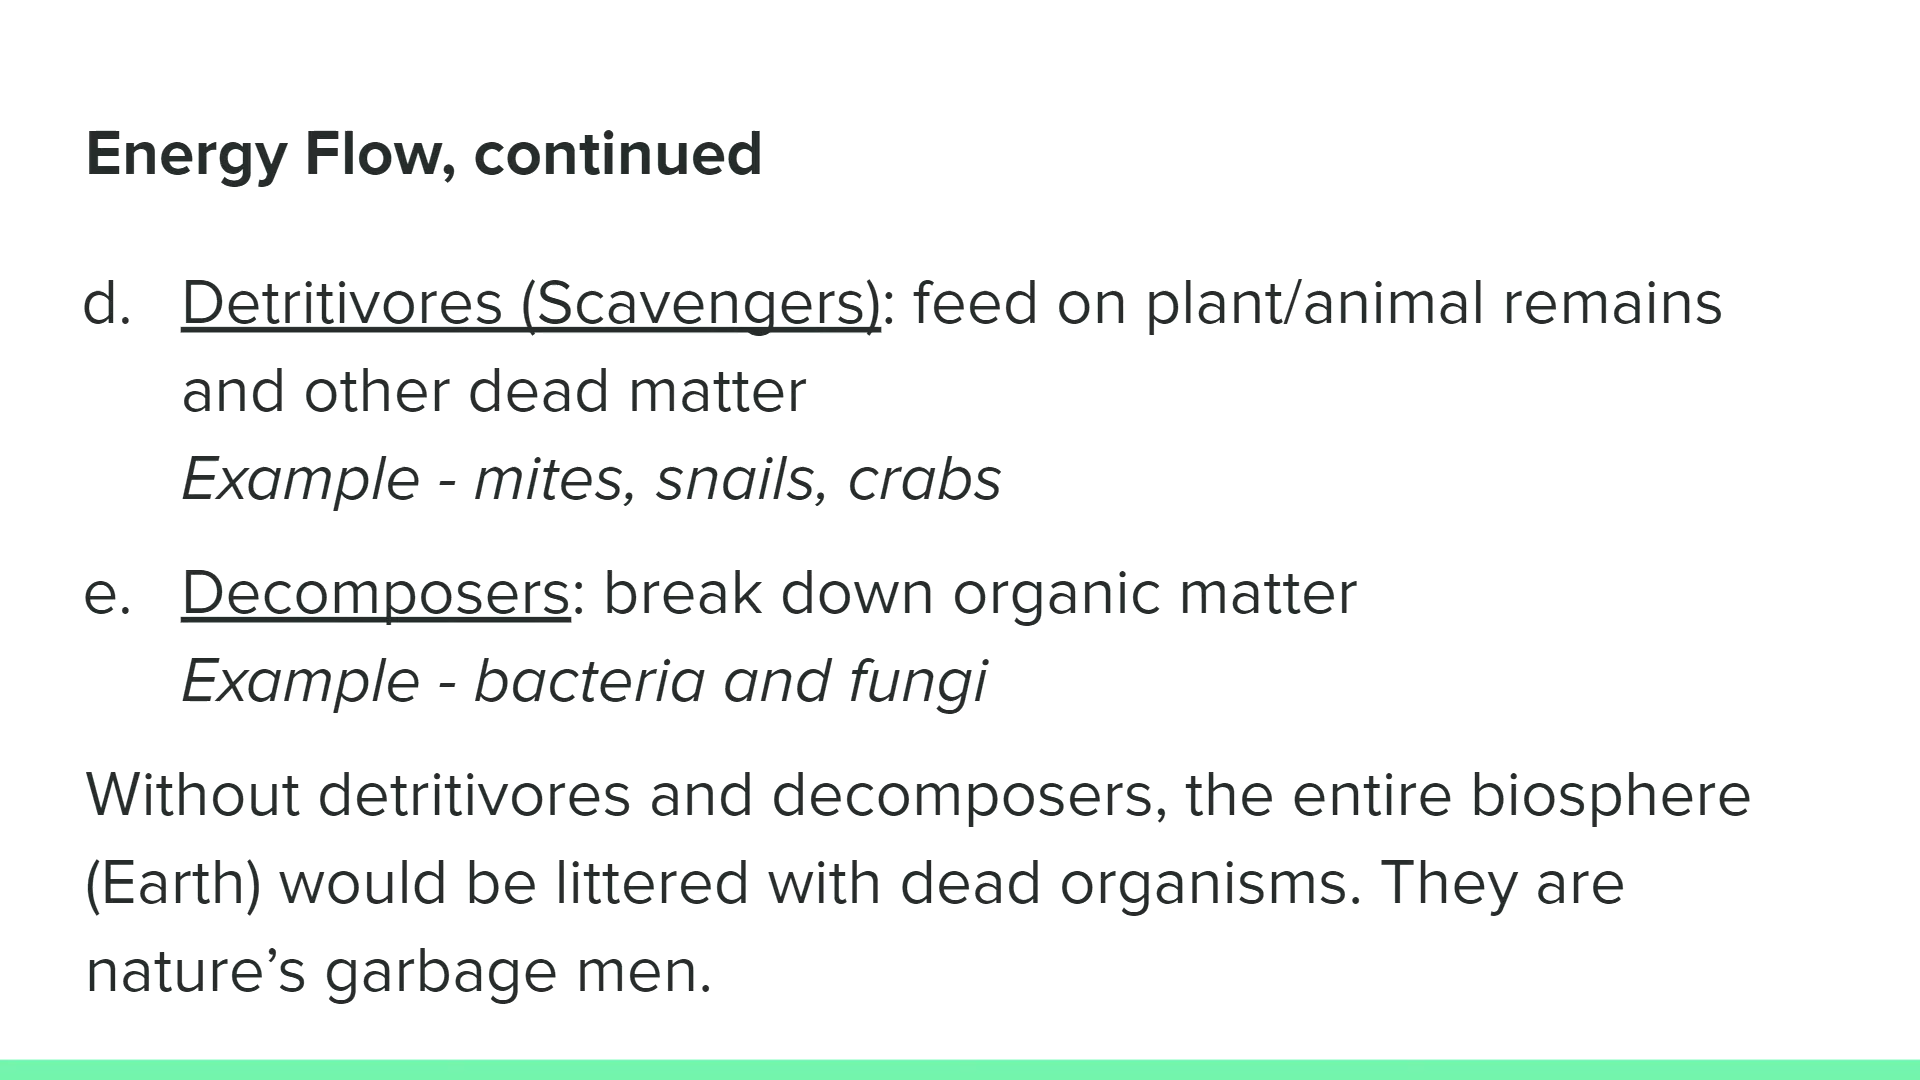 Energy Flow, continued
d. Detritivores (Scavengers): feed on plant/animal remains
and other dead matter
Example - mites, snails, crabs
e. Decomposers: break down organic matter
Example - bacteria and fungi
Without detritivores and decomposers, the entire biosphere
(Earth) would be littered with dead organisms. They are
nature’s garbage men.